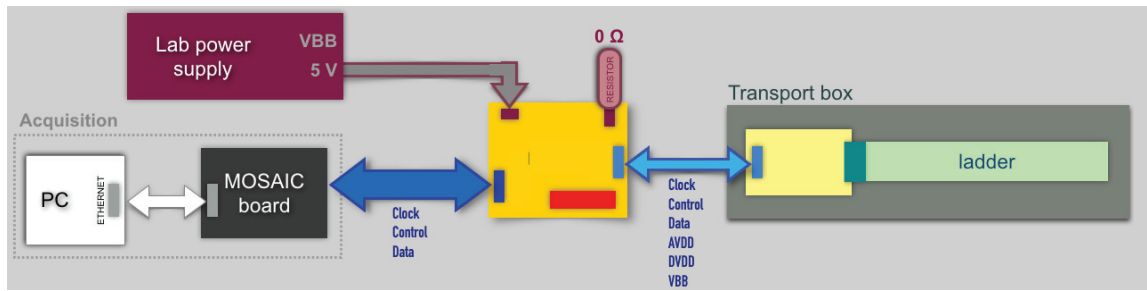 Lab power
supply
VBB
5 V
0 Ω
RESISTOR
Acquisition
PC
ETHERNET
MOSAIC
board
Clock
Control
Data
Clock
Control
Data
AVDD
DVDD
VBB
Transport box
ladder